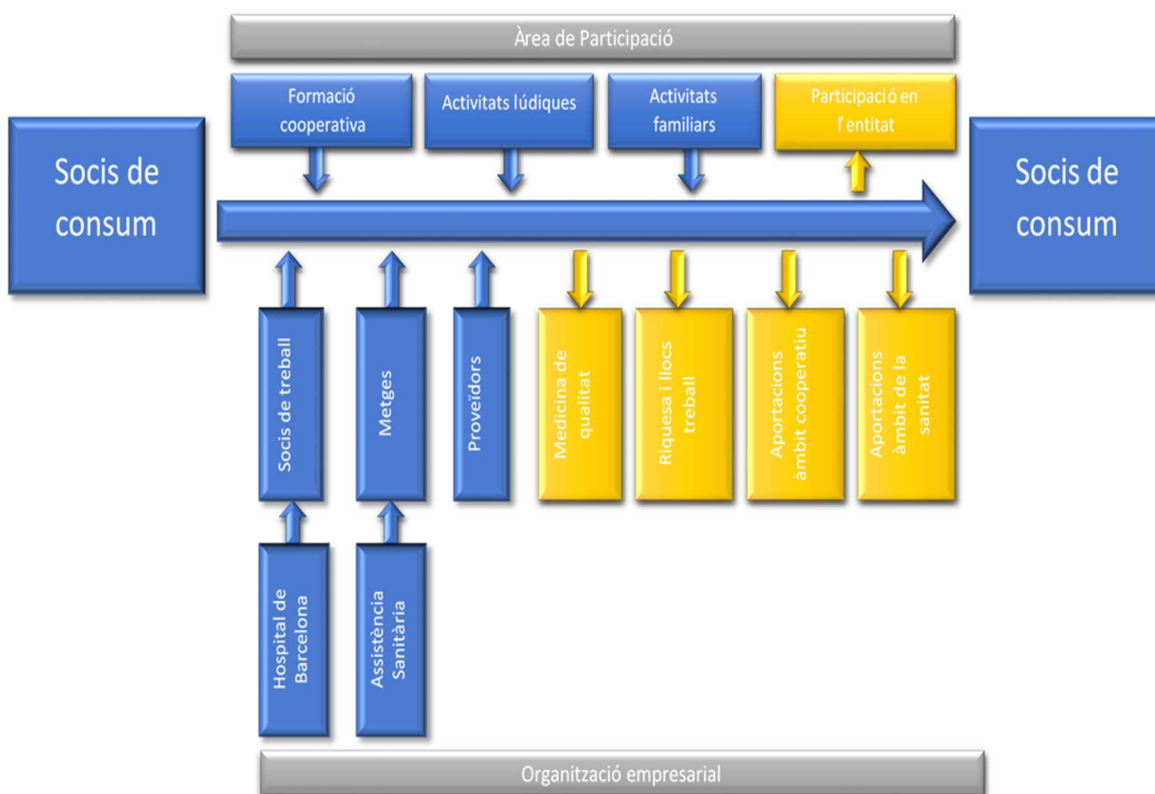 Àrea de Participació
Formació
cooperativa
Activitats lúdiques
Activitats
familiars
Participació en
l'entitat
Socis de
consum
Socis de
consum
Socis de treball
Metges
Proveïdors
Medicina de
qualitat
Riquesa i llocs
treball
Aportacions
àmbit cooperatiu
Aportacions
àmbit de la
sanitat
Hospital de
Barcelona
Assistència
Sanitària
Organització empresarial